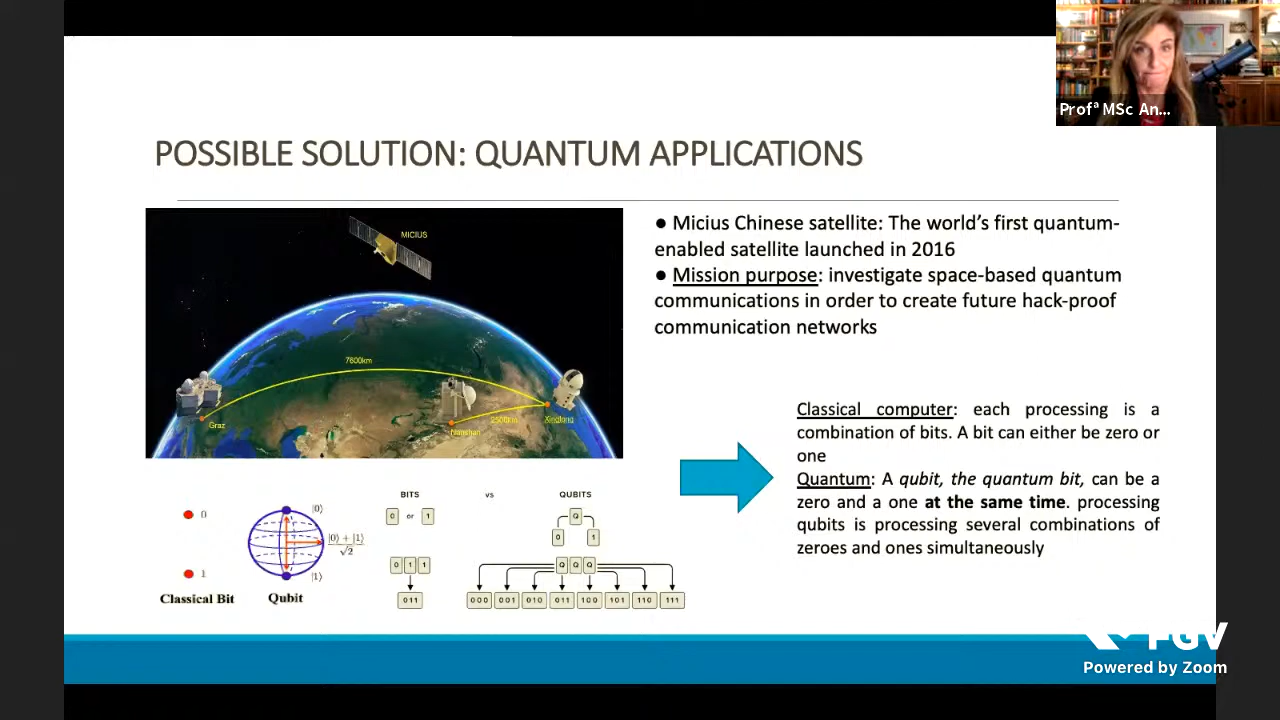 Profª MSc An...
POSSIBLE SOLUTION: QUANTUM APPLICATIONS
MICIUS
7600km
Graz
2500km
Nanshan
Xinglong
● Micius Chinese satellite: The world’s first quantum-
enabled satellite launched in 2016
● Mission purpose: investigate space-based quantum
communications in order to create future hack-proof
communication networks
Classical computer: each processing is a
combination of bits. A bit can either be zero or
one
Quantum: A qubit, the quantum bit, can be a
zero and a one at the same time. processing
qubits is processing several combinations of
zeroes and ones simultaneously
0
1
Classical Bit
|0⟩
|0⟩ + |1⟩
√2
|1⟩
Qubit
BITS vs QUBITS
0 or 1
Q
0 1
0 1 1
Q Q Q
011
000 001 010 011 100 101 110 111
FGV
Powered by Zoom